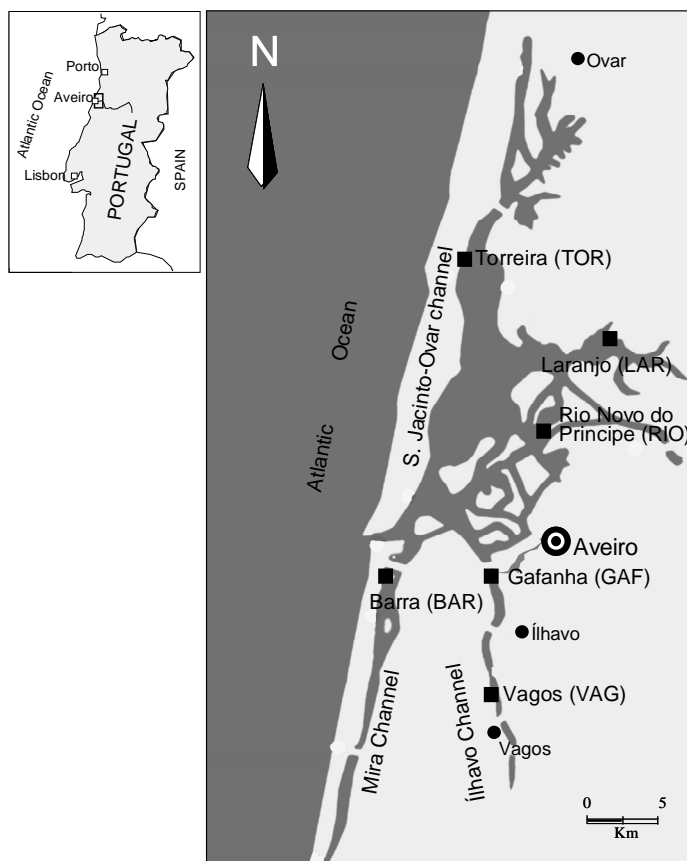 Porto
Aveiro
Atlantic Ocean
Lisbon
PORTUGAL
SPAIN
N
Ovar
Torreira (TOR)
S. Jacinto-Ovar channel
Atlantic Ocean
Laranjo (LAR)
Rio Novo do
Principe (RIO)
Aveiro
Gafanha (GAF)
Barra (BAR)
Ílhavo
Mira Channel
Ílhavo Channel
Vagos (VAG)
Vagos
0 5
Km